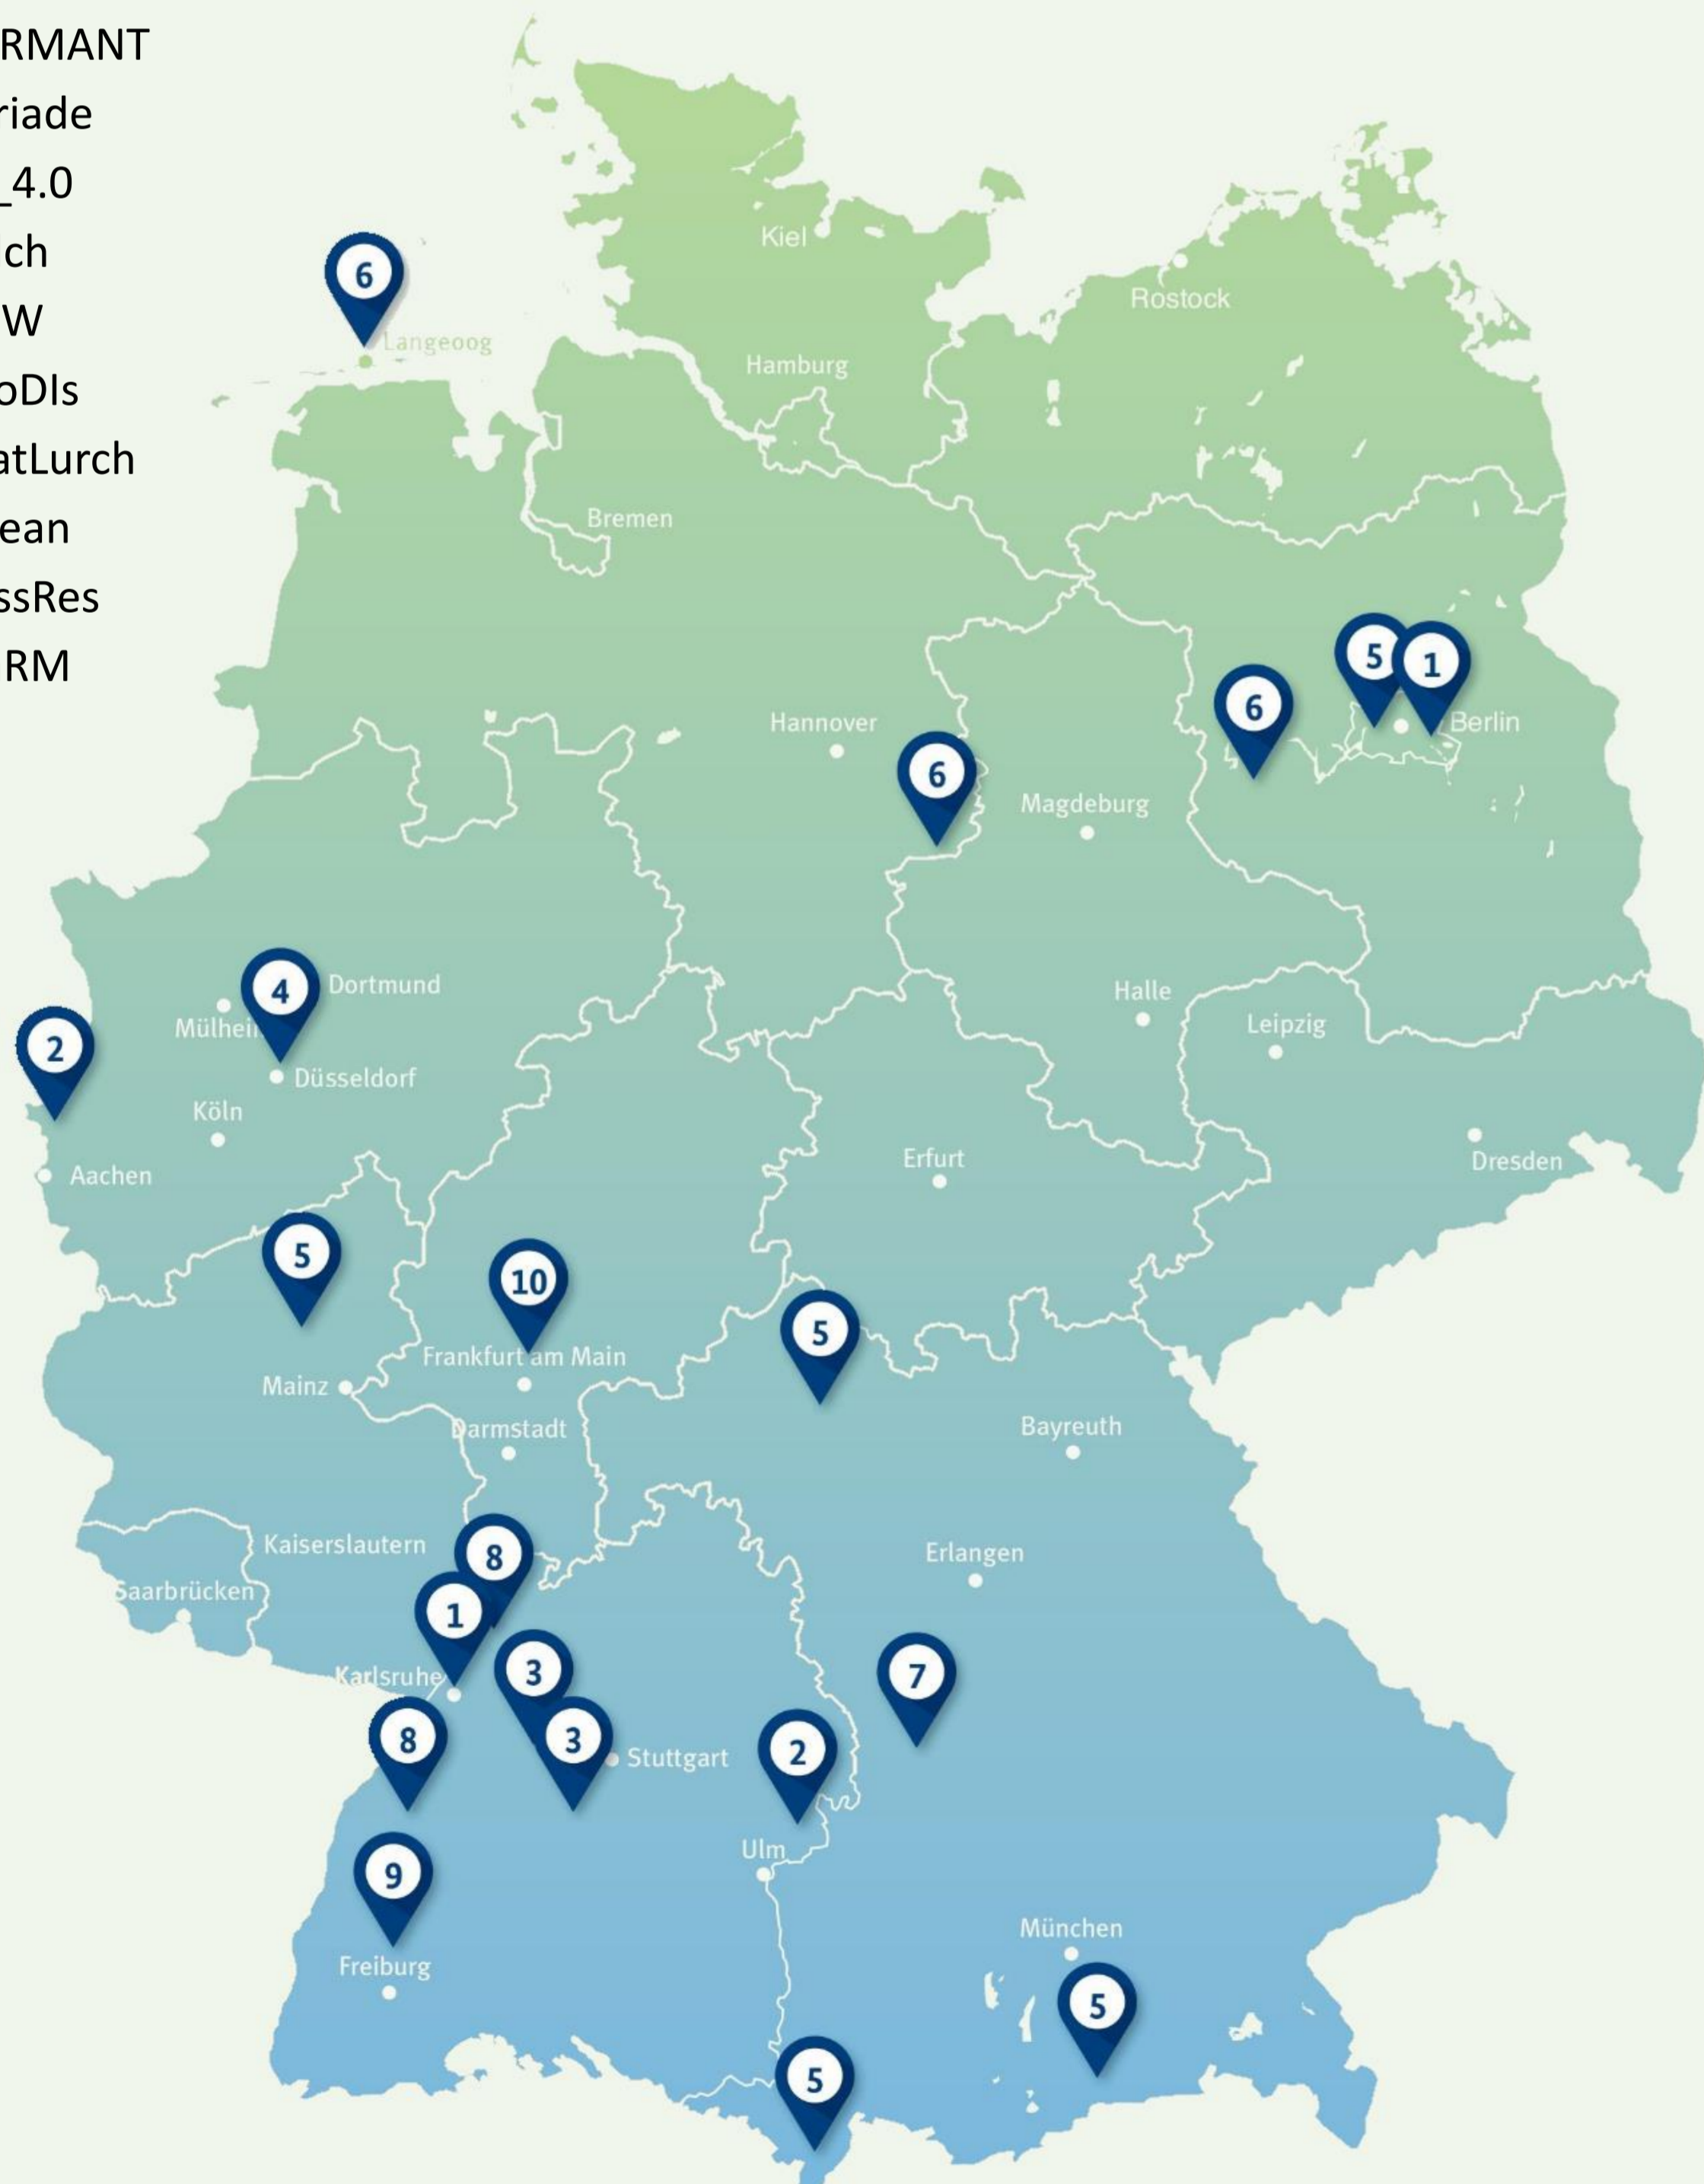 RMANT
riade
_4.0
ch
W
oDIs
atLurch
ean
ssRes
RM
Kiel
Rostock
6
Langeoog
Hamburg
Bremen
5
1
6
Berlin
Hannover
6
Magdeburg
4
Dortmund
Halle
Mülhei
Leipzig
2
Düsseldorf
Köln
Erfurt
Dresden
Aachen
5
10
5
Frankfurt am Main
Mainz
Darmstadt
Bayreuth
Kaiserslautern
8
Erlangen
Saarbrücken
1
3
7
Karlsruhe
8
3
2
Stuttgart
Ulm
9
München
Freiburg
5
5